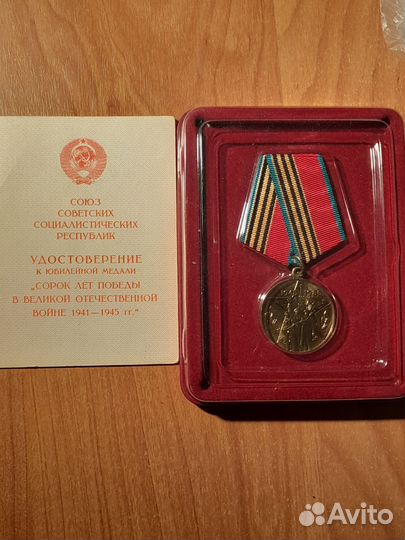 СОЮЗ
СОВЕТСКИХ
СОЦИАЛИСТИЧЕСКИХ
РЕСПУБЛИК
УДОСТОВЕРЕНИЕ
К ЮБИЛЕЙНОЙ МЕДАЛИ
„СОРОК ЛЕТ ПОБЕДЫ
В ВЕЛИКОЙ ОТЕЧЕСТВЕННОЙ
ВОЙНЕ 1941—1945 гг.“
Avito